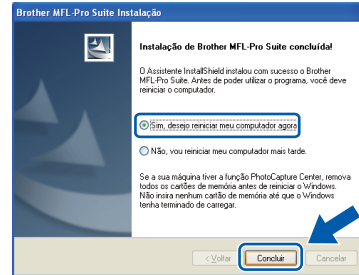 Brother MFL-Pro Suite Instalação
Instalação de Brother MFL-Pro Suite concluída!
O Assistente InstallShield instalou com sucesso o Brother
MFL-Pro Suite. Antes de poder utilizar o programa, você deve
reiniciar o computador.
Sim, desejo reiniciar meu computador agora
Não, vou reiniciar meu computador mais tarde.
Se a sua máquina tiver a função PhotoCapture Center, remova
todos os cartões de memória antes de reiniciar o Windows.
Não insira nenhum cartão de memória até que o Windows
tenha terminado de carregar.
< Voltar
Concluir
Cancelar